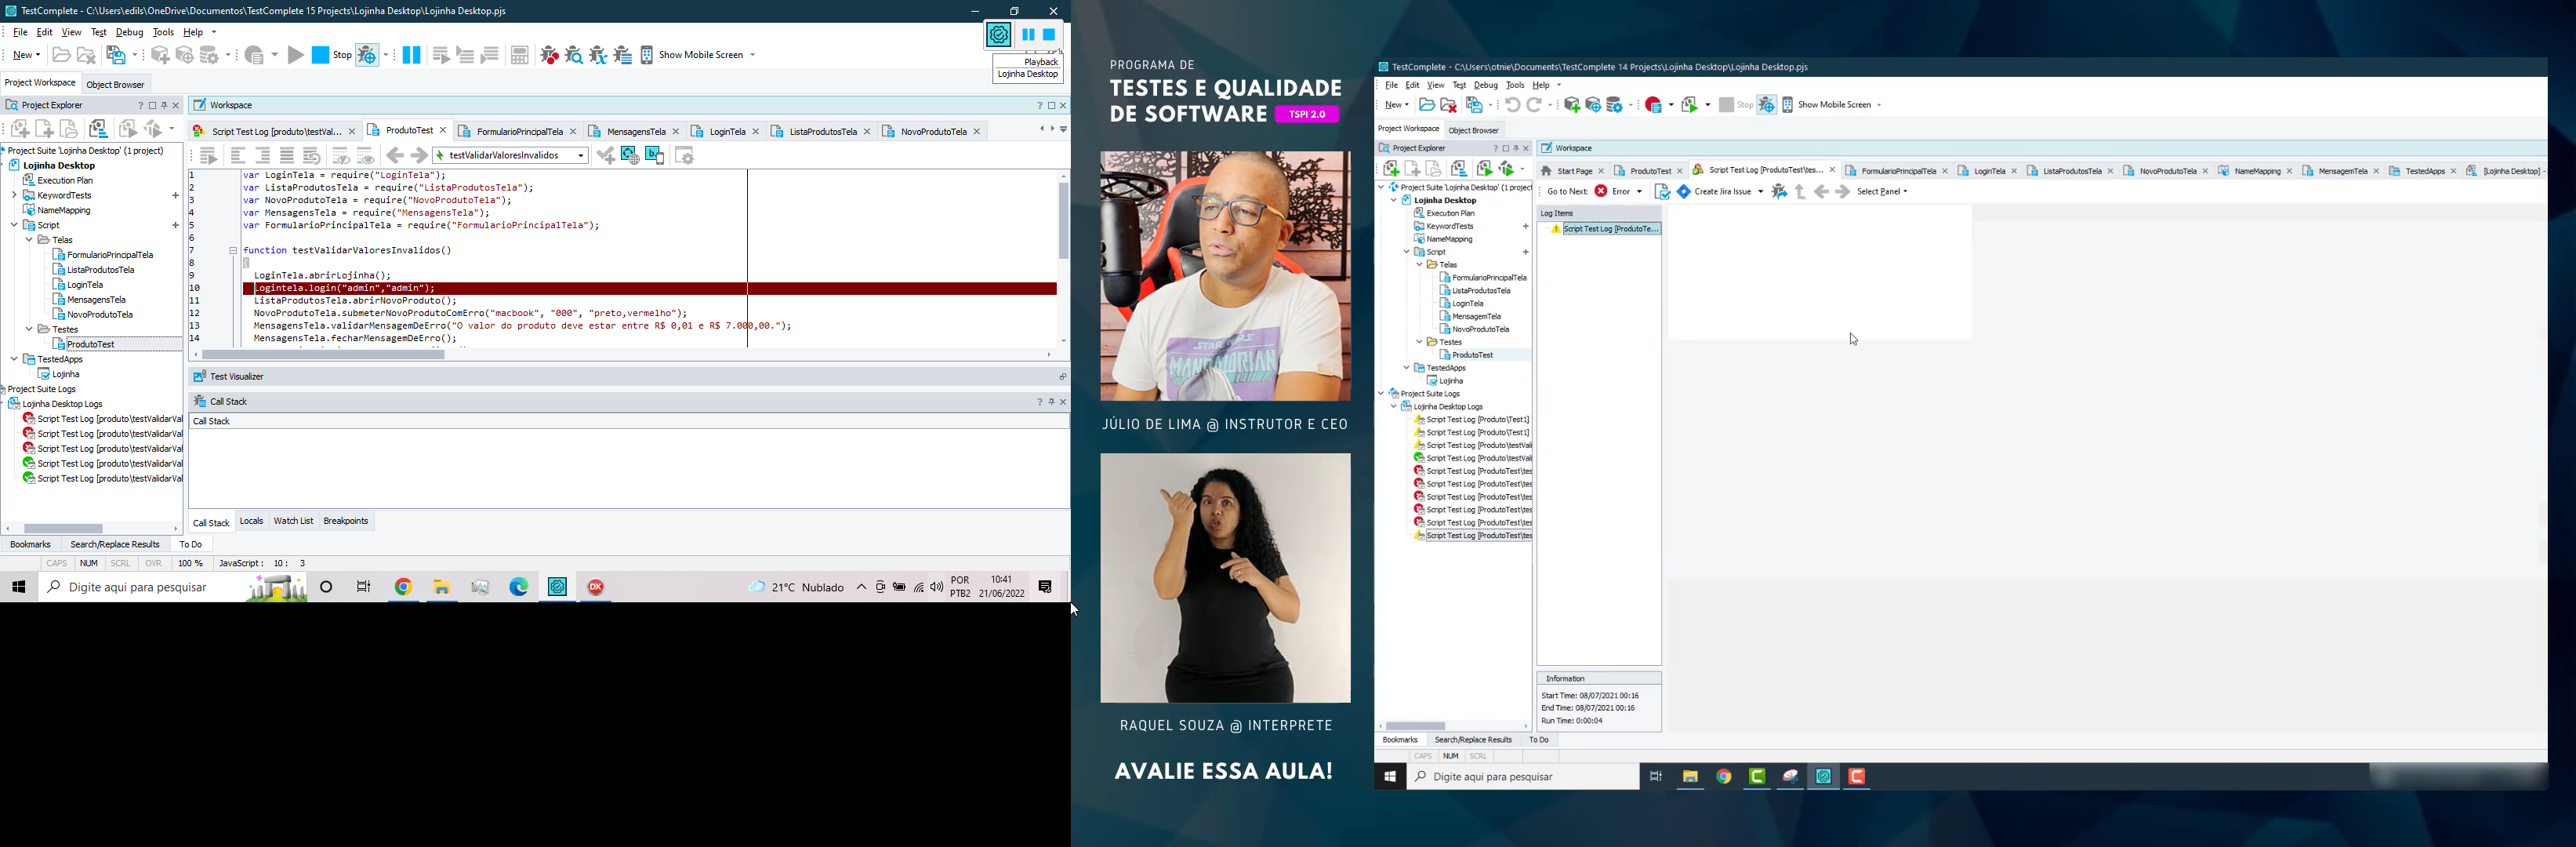 TestComplete - C:\Users\edils\OneDrive\Documentos\TestComplete 15 Projects\Lojinha Desktop\Lojinha Desktop.pjs
File Edit View Test Debug Tools Help
New Stop Show Mobile Screen
Playback
Lojinha Desktop
Project Workspace Object Browser
Project Explorer
Project Suite 'Lojinha Desktop' (1 project)
Lojinha Desktop
Execution Plan
KeywordTests
NameMapping
Script
Telas
FormularioPrincipalTela
ListaProdutosTela
LoginTela
MensagensTela
NovoProdutoTela
Testes
ProdutoTest
TestedApps
Lojinha
Project Suite Logs
Lojinha Desktop Logs
Script Test Log [produto\testValidarVal
Script Test Log [produto\testValidarVal
Script Test Log [produto\testValidarVal
Script Test Log [produto\testValidarVal
Script Test Log [produto\testValidarVal
Workspace
Script Test Log [produto\testVal... ProdutoTest FormularioPrincipalTela MensagensTela LoginTela ListaProdutosTela NovoProdutoTela
testValidarValoresInvalidos
1 var LoginTela = require("LoginTela");
2 var ListaProdutosTela = require("ListaProdutosTela");
3 var NovoProdutoTela = require("NovoProdutoTela");
4 var MensagensTela = require("MensagensTela");
5 var FormularioPrincipalTela = require("FormularioPrincipalTela");
6
7 function testValidarValoresInvalidos()
8 {
9 LoginTela.abrirLojinha();
10 Logintela.login("admin","admin");
11 ListaProdutosTela.abrirNovoProduto();
12 NovoProdutoTela.submeterNovoProdutoComErro("macbook", "000", "preto,vermelho");
13 MensagensTela.validarMensagemDeErro("O valor do produto deve estar entre R$ 0,01 e R$ 7.000,00.");
14 MensagensTela.fecharMensagemDeErro();
Test Visualizer
Call Stack
Call Stack
Call Stack Locals Watch List Breakpoints
Bookmarks Search/Replace Results To Do
CAPS NUM SCRL OVR 100 % JavaScript: 10: 3
Digite aqui para pesquisar
DX
21°C Nublado
POR
PTB2
10:41
21/06/2022
PROGRAMA DE
TESTES E QUALIDADE
DE SOFTWARE TSPI 2.0
STAR WARS
MANDALORIAN
JÚLIO DE LIMA @ INSTRUTOR E CEO
RAQUEL SOUZA @ INTERPRETE
AVALIE ESSA AULA!
TestComplete - C:\Users\otnie\Documents\TestComplete 14 Projects\Lojinha Desktop\Lojinha Desktop.pjs
File Edit View Test Debug Tools Help
New Stop Show Mobile Screen
Project Workspace Object Browser
Project Explorer
Project Suite 'Lojinha Desktop' (1 project
Lojinha Desktop
Execution Plan
KeywordTests
NameMapping
Script
Telas
FormularioPrincipalTela
ListaProdutosTela
LoginTela
MensagemTela
NovoProdutoTela
Testes
ProdutoTest
TestedApps
Lojinha
Project Suite Logs
Lojinha Desktop Logs
Script Test Log [Produto\Test1]
Script Test Log [Produto\Test1]
Script Test Log [Produto\testVali
Script Test Log [Produto\testVali
Script Test Log [ProdutoTest\tes
Script Test Log [ProdutoTest\tes
Script Test Log [ProdutoTest\tes
Script Test Log [ProdutoTest\tes
Script Test Log [ProdutoTest\tes
Script Test Log [ProdutoTest\tes
Workspace
Start Page ProdutoTest Script Test Log [ProdutoTest\tes... FormularioPrincipalTela LoginTela ListaProdutosTela NovoProdutoTela NameMapping MensagemTela TestedApps [Lojinha Desktop] -
Go to Next: Error Create Jira Issue Select Panel
Log Items
Script Test Log [ProdutoTe...
Information
Start Time: 08/07/2021 00:16
End Time: 08/07/2021 00:16
Run Time: 0:00:04
Bookmarks Search/Replace Results To Do
CAPS NUM SCRL
Digite aqui para pesquisar